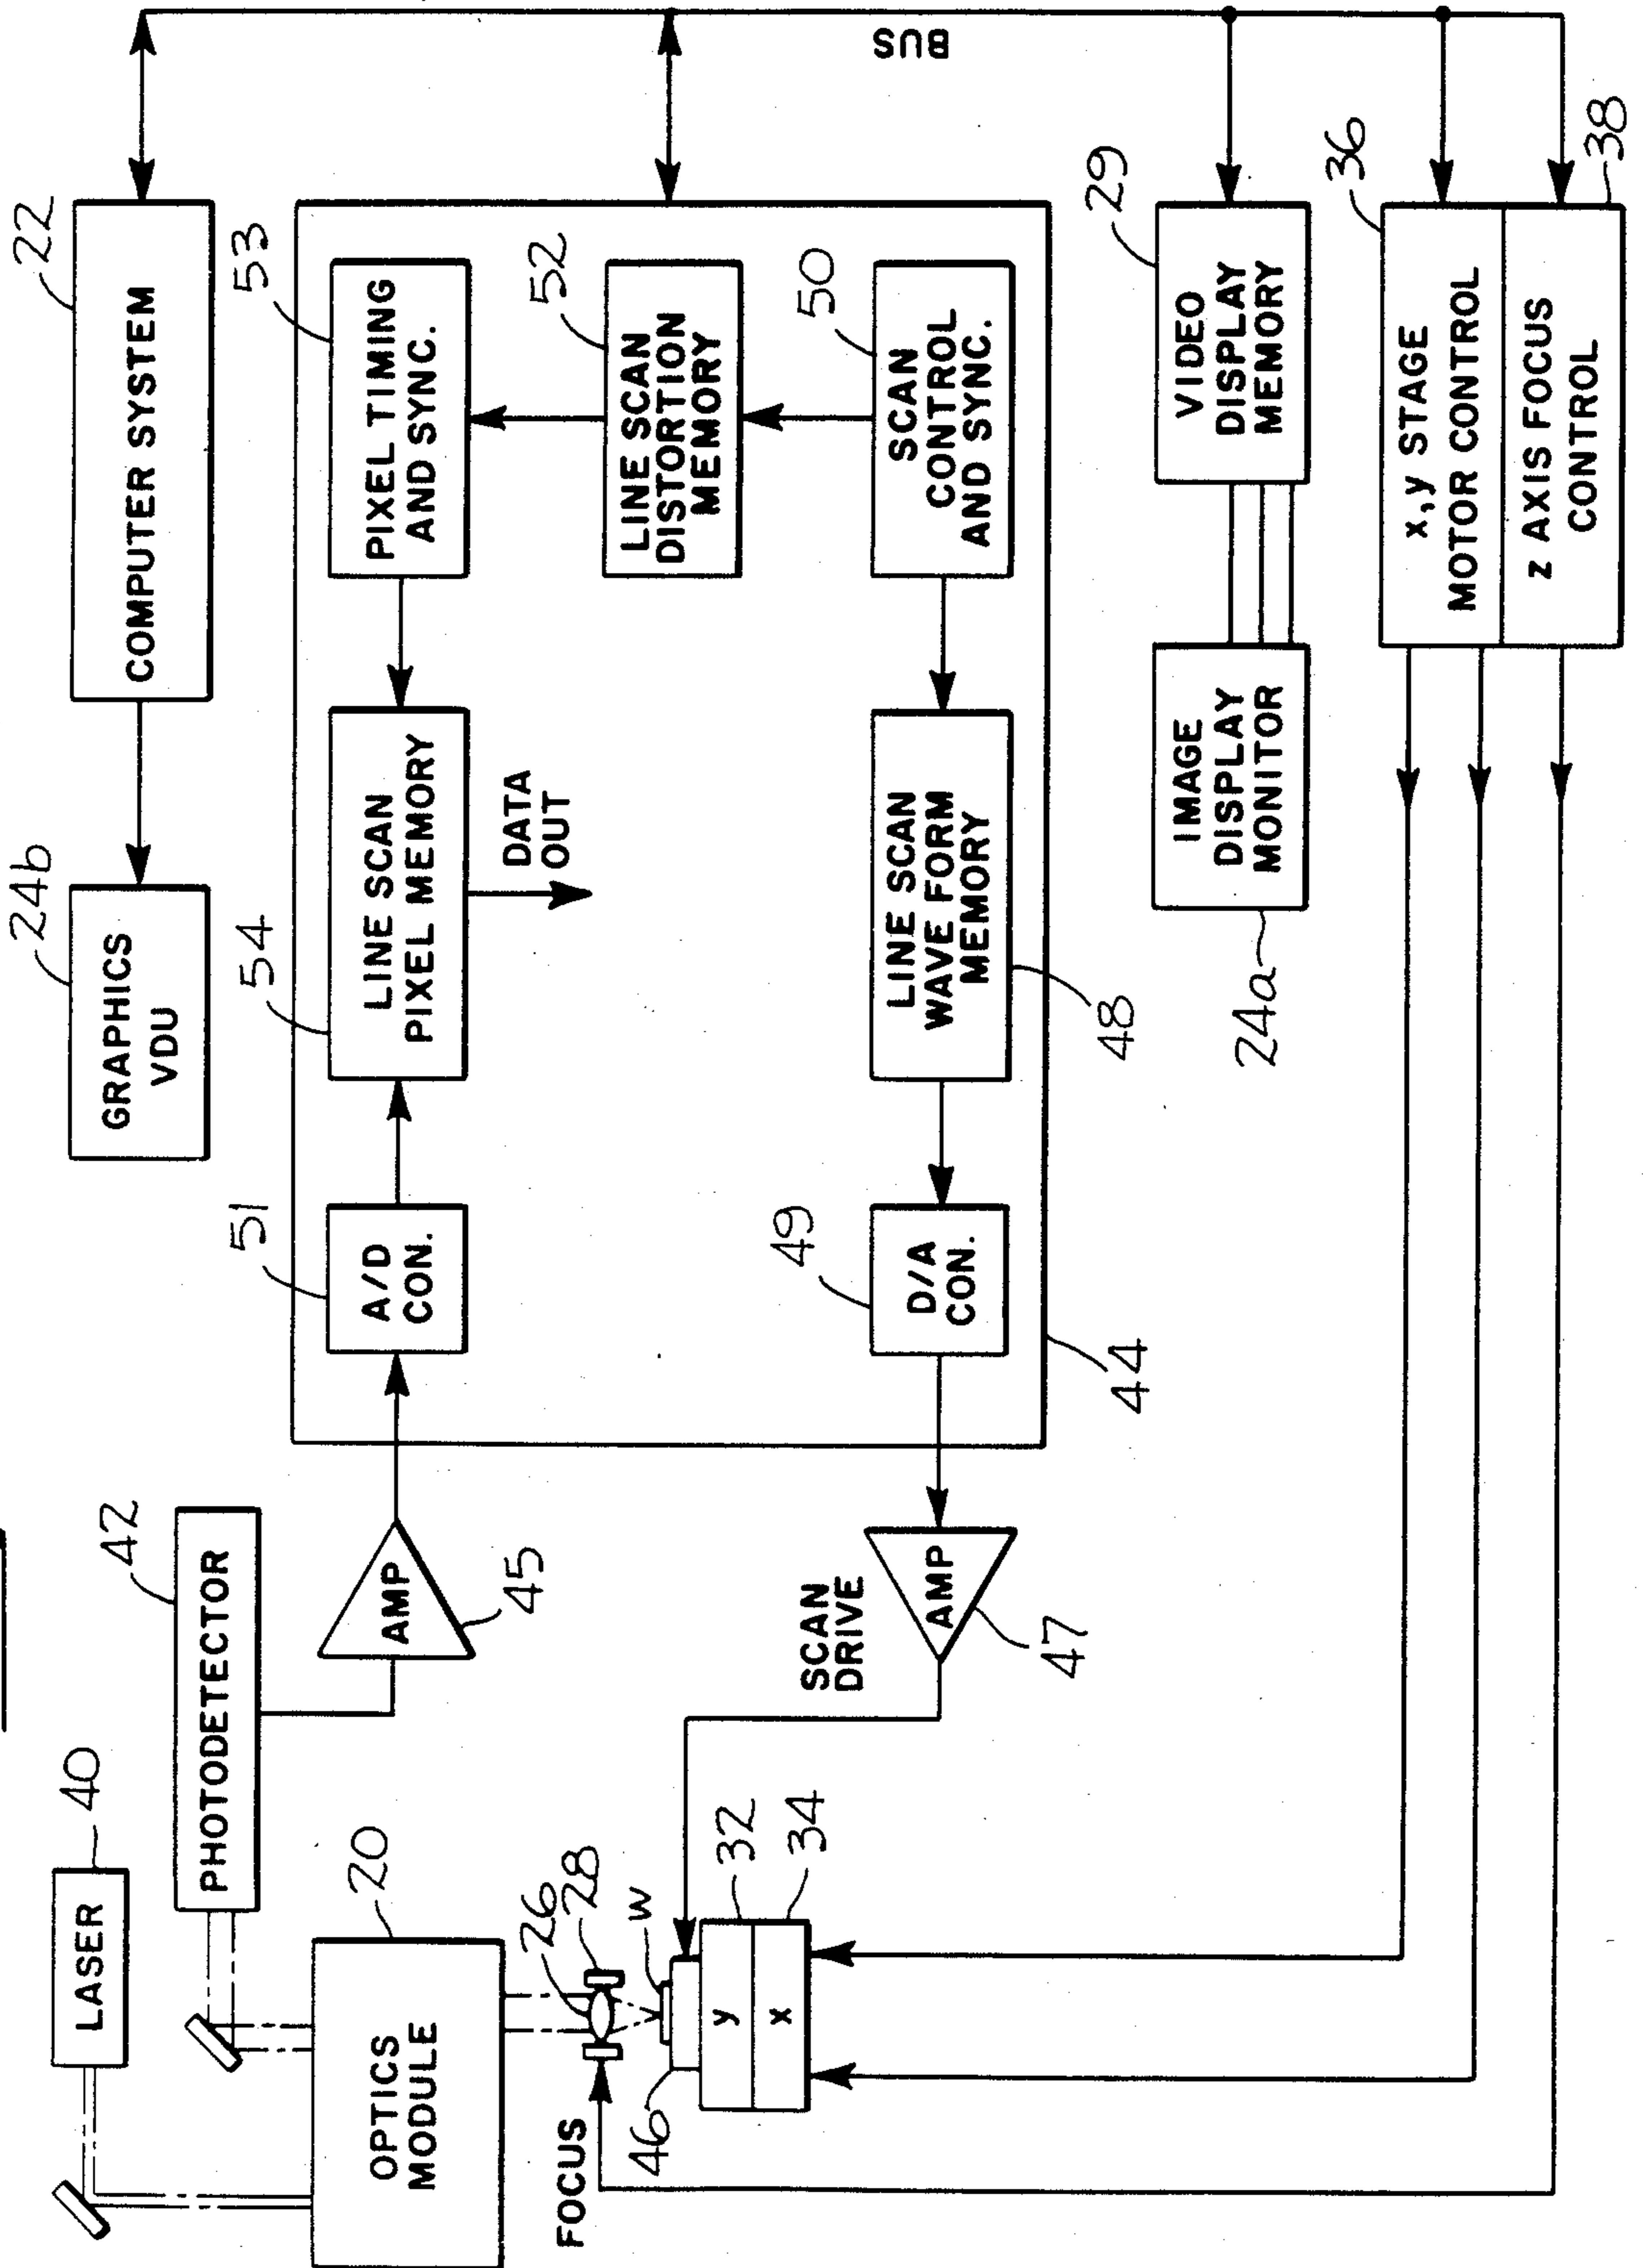 40
LASER
42
PHOTODETECTOR
20
OPTICS
MODULE
AMP
45
26
28
FOCUS
W
46
y
32
x
34
SCAN
DRIVE
AMP
47
24b
GRAPHICS
VDU
22
COMPUTER SYSTEM
51
A/D
CON.
54
LINE SCAN
PIXEL MEMORY
DATA
OUT
53
PIXEL TIMING
AND SYNC.
52
LINE SCAN
DISTORTION
MEMORY
50
SCAN
CONTROL
AND SYNC.
49
D/A
CON.
LINE SCAN
WAVE FORM
MEMORY
48
44
BUS
29
VIDEO
DISPLAY
MEMORY
IMAGE
DISPLAY
MONITOR
24a
36
x,y STAGE
MOTOR CONTROL
z AXIS FOCUS
CONTROL
38